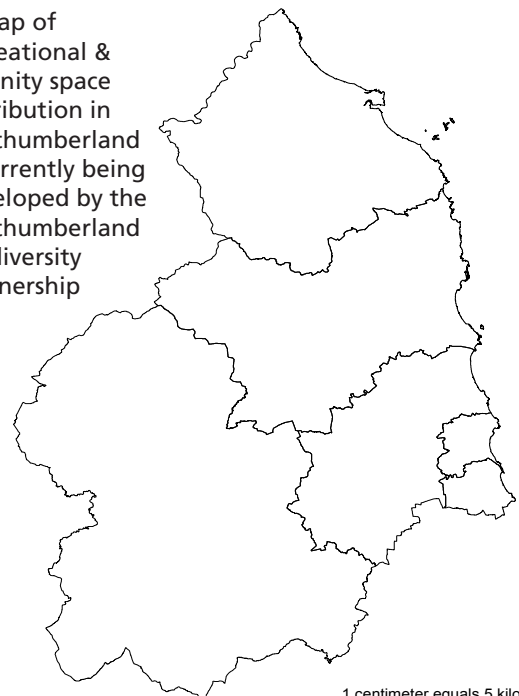 ap of
eational &
nity space
ribution in
thumberland
rrently being
eloped by the
thumberland
diversity
nership
1 centimeter equals 5 kilo